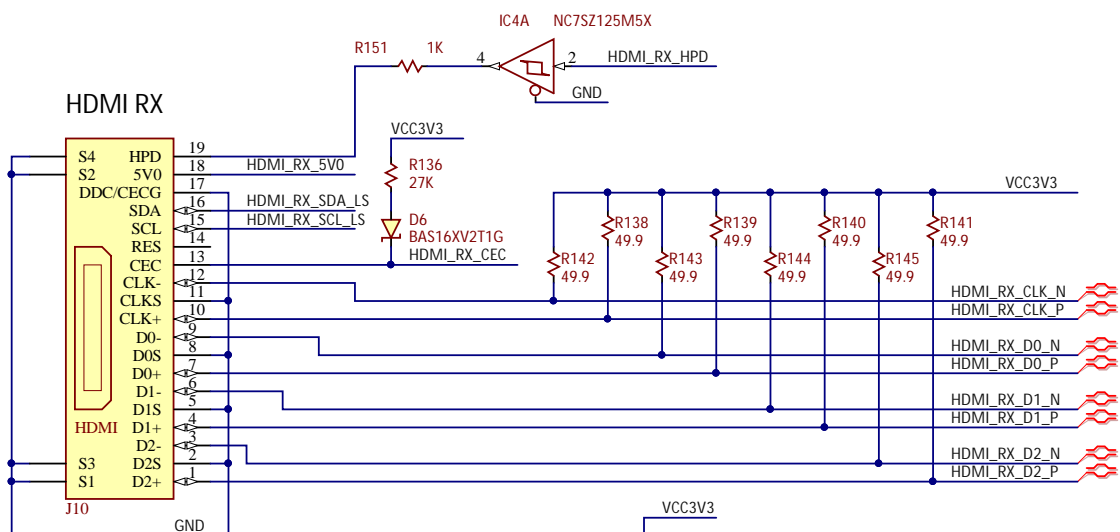 IC4A NC7SZ125M5X
R151 1K 4 2 HDMI_RX_HPD
GND
HDMI RX
VCC3V3
S4 HPD 19
S2 5V0 18 HDMI_RX_5V0
R136
27K
DDC/CECG 17
VCC3V3
SDA 16 HDMI_RX_SDA_LS
SCL 15 HDMI_RX_SCL_LS
D6
BAS16XV2T1G
R138
49.9
R139
49.9
R140
49.9
R141
49.9
RES 14
CEC 13 HDMI_RX_CEC
R142
49.9
R143
49.9
R144
49.9
R145
49.9
CLK- 12
CLKS 11 HDMI_RX_CLK_N
CLK+ 10 HDMI_RX_CLK_P
D0- 9
D0S 8 HDMI_RX_D0_N
D0+ 7 HDMI_RX_D0_P
D1- 6
D1S 5 HDMI_RX_D1_N
HDMI D1+ 4 HDMI_RX_D1_P
D2- 3
S3 D2S 2 HDMI_RX_D2_N
S1 D2+ 1 HDMI_RX_D2_P
J10
GND
VCC3V3